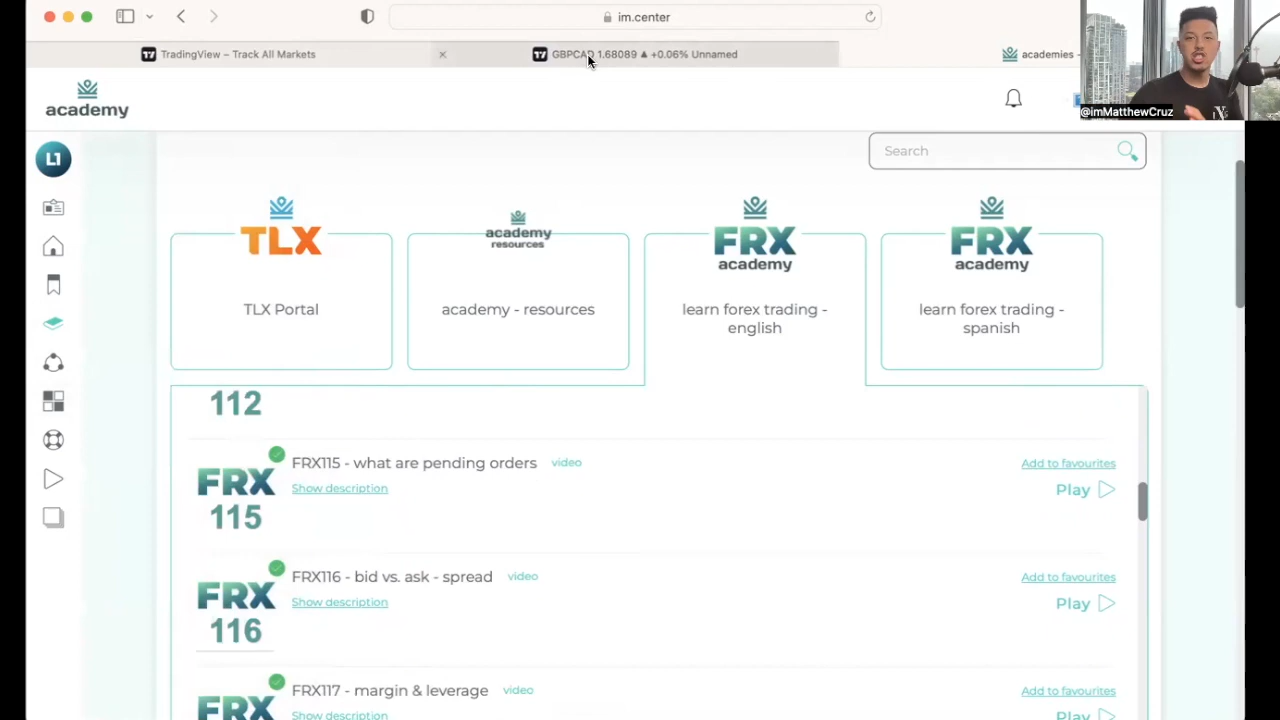 im.center
TradingView – Track All Markets
GBPCAD 1.68089 ▲ +0.06% Unnamed
academies -
@imMatthewCruz
academy
L1
Search
TLX
TLX Portal
academy
resources
academy - resources
FRX
academy
learn forex trading -
english
FRX
academy
learn forex trading -
spanish
112
FRX
115
FRX115 - what are pending orders video
Show description
Add to favourites
Play
FRX
116
FRX116 - bid vs. ask - spread video
Show description
Add to favourites
Play
FRX
FRX117 - margin & leverage video
Show description
Add to favourites
Play